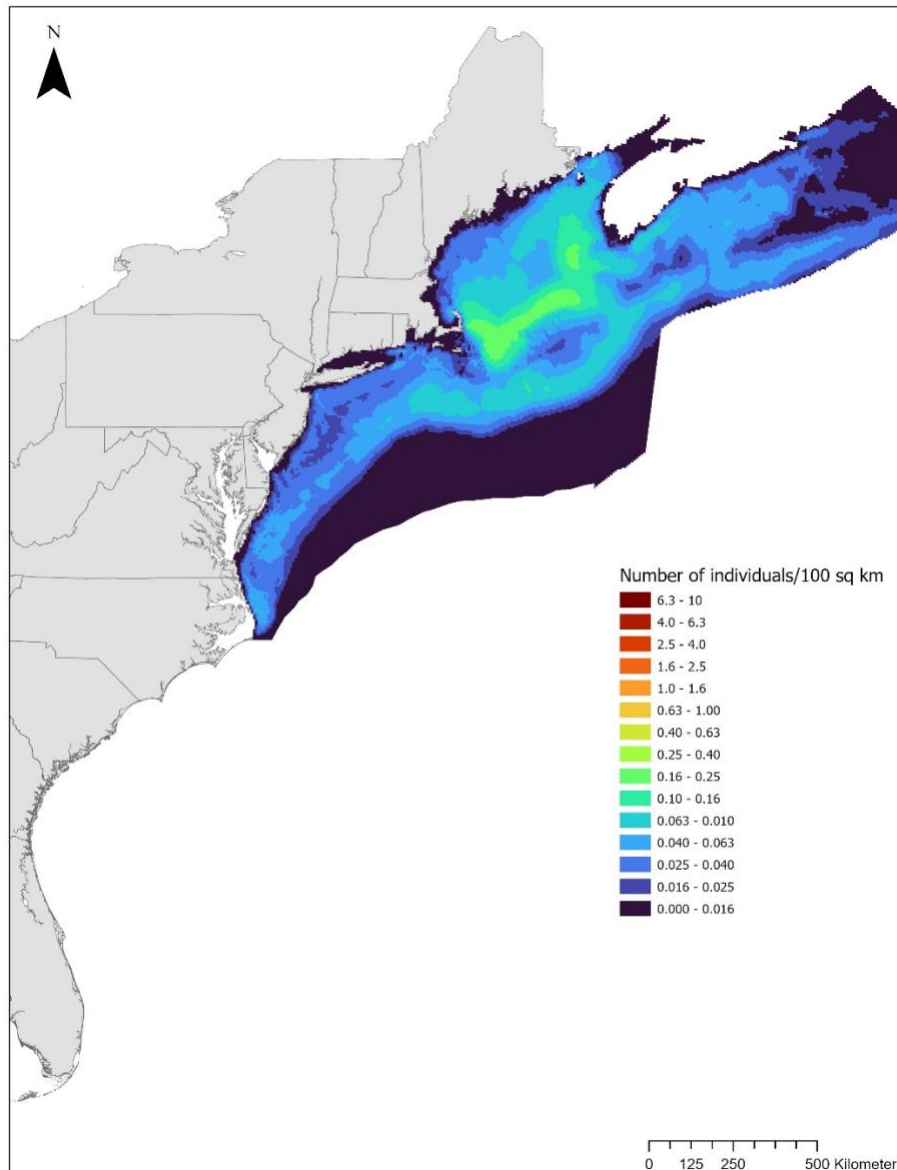 N
Number of individuals/100 sq km
6.3 - 10
4.0 - 6.3
2.5 - 4.0
1.6 - 2.5
1.0 - 1.6
0.63 - 1.00
0.40 - 0.63
0.25 - 0.40
0.16 - 0.25
0.10 - 0.16
0.063 - 0.010
0.040 - 0.063
0.025 - 0.040
0.016 - 0.025
0.000 - 0.016
0 125 250 500 Kilometer